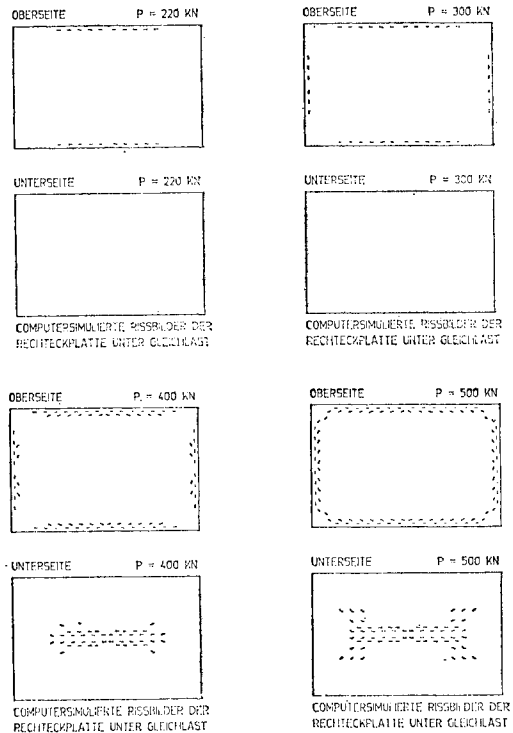 OBERSEITE P = 220 KN
UNTERSEITE P = 220 KN
COMPUTERSIMULIERTE RISSBILDER DER
RECHTECKPLATTE UNTER GLEICHLAST
OBERSEITE P = 300 KN
UNTERSEITE P = 300 KN
COMPUTERSIMULIERTE RISSBILDER DER
RECHTECKPLATTE UNTER GLEICHLAST
OBERSEITE P = 400 KN
UNTERSEITE P = 400 KN
COMPUTERSIMULIERTE RISSBILDER DER
RECHTECKPLATTE UNTER GLEICHLAST
OBERSEITE P = 500 KN
UNTERSEITE P = 500 KN
COMPUTERSIMULIERTE RISSBILDER DER
RECHTECKPLATTE UNTER GLEICHLAST